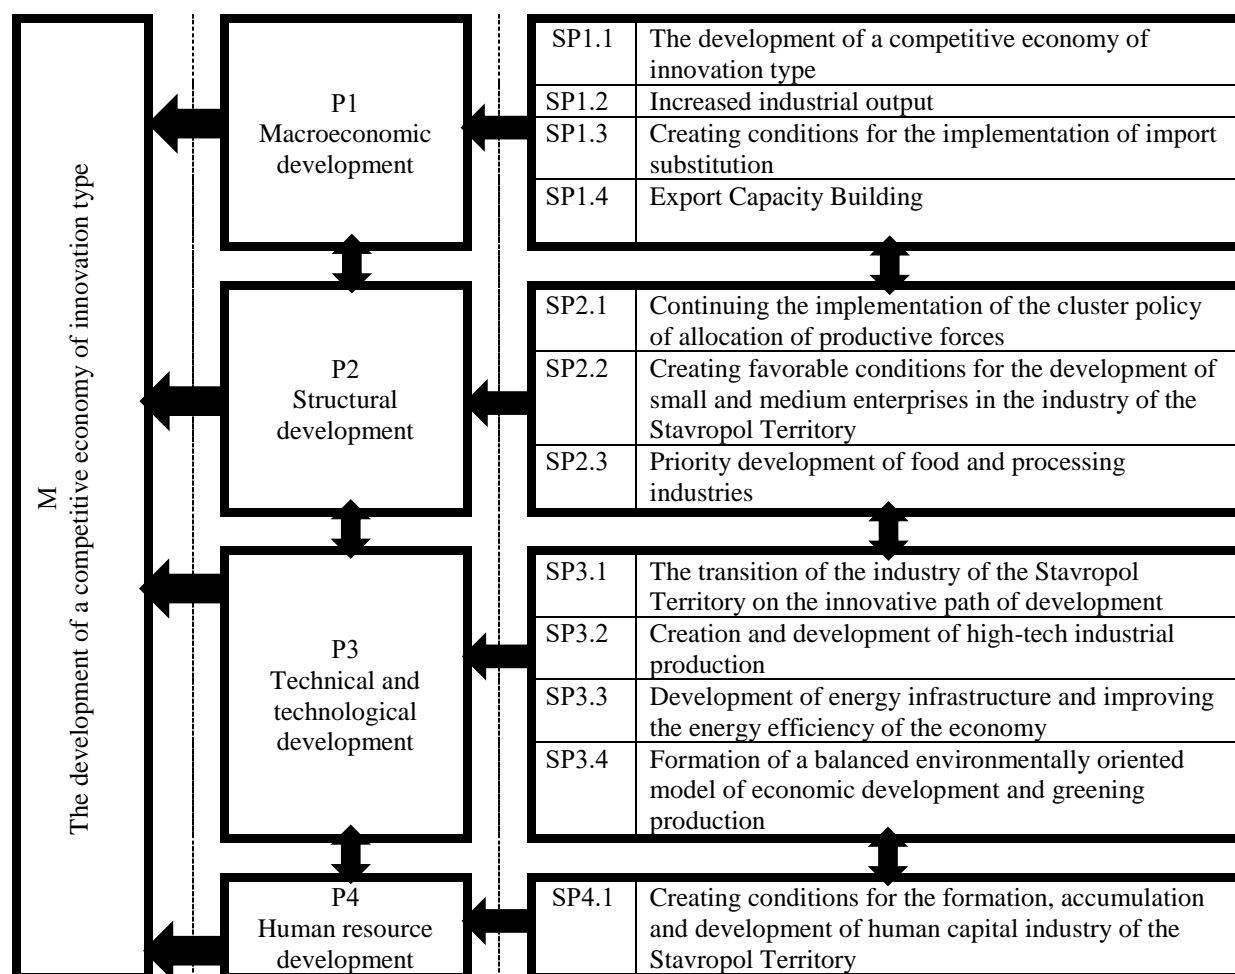 M
The development of a competitive economy of innovation type
P1
Macroeconomic
development
SP1.1 The development of a competitive economy of
innovation type
SP1.2 Increased industrial output
SP1.3 Creating conditions for the implementation of import
substitution
SP1.4 Export Capacity Building
P2
Structural
development
SP2.1 Continuing the implementation of the cluster policy
of allocation of productive forces
SP2.2 Creating favorable conditions for the development of
small and medium enterprises in the industry of the
Stavropol Territory
SP2.3 Priority development of food and processing
industries
P3
Technical and
technological
development
SP3.1 The transition of the industry of the Stavropol
Territory on the innovative path of development
SP3.2 Creation and development of high-tech industrial
production
SP3.3 Development of energy infrastructure and improving
the energy efficiency of the economy
SP3.4 Formation of a balanced environmentally oriented
model of economic development and greening
production
P4
Human resource
development
SP4.1 Creating conditions for the formation, accumulation
and development of human capital industry of the
Stavropol Territory